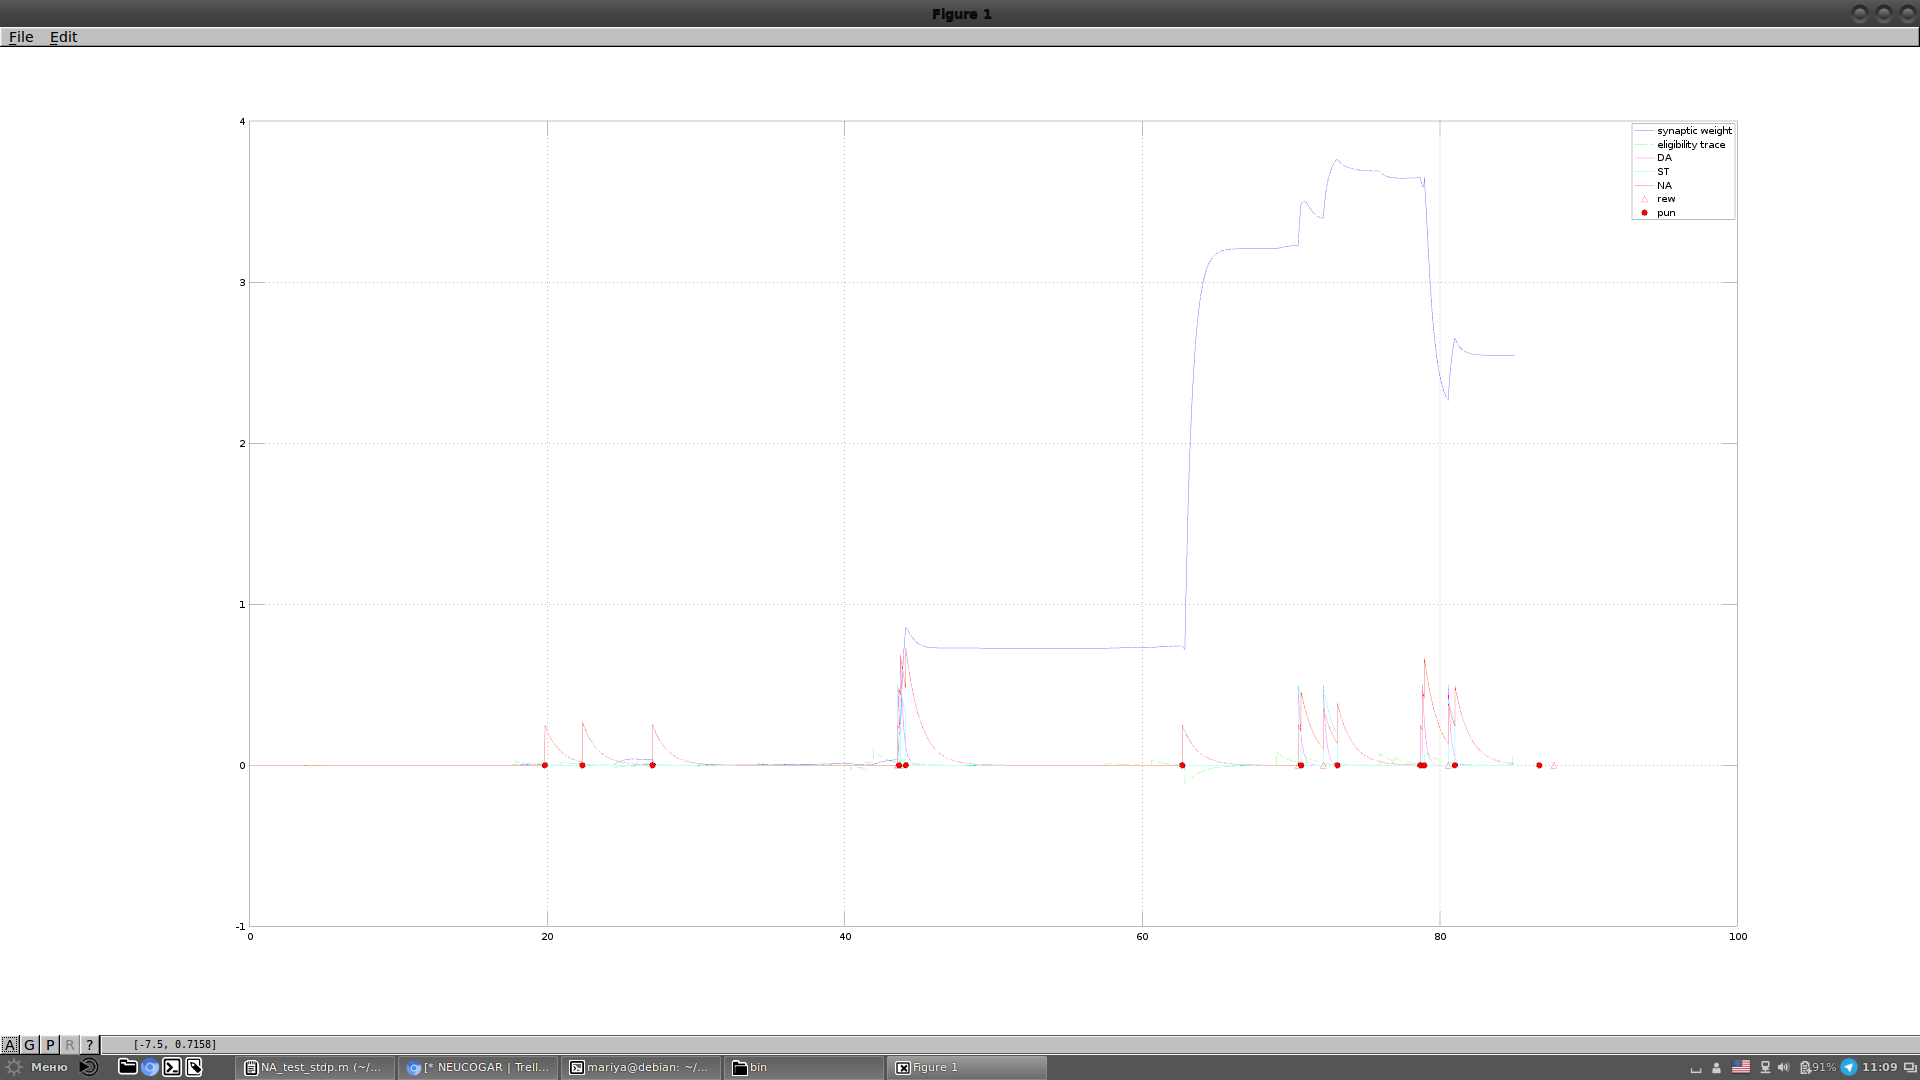 Figure 1
File Edit
4
3
2
1
0
-1
0 20 40 60 80 100
synaptic weight
eligibility trace
DA
ST
NA
rew
pun
A G P R ? [-7.5, 0.7158]
Меню NA_test_stdp.m (~/... [* NEUCOGAR | Trell... mariya@debian: ~/... bin Figure 1 91% 11:09